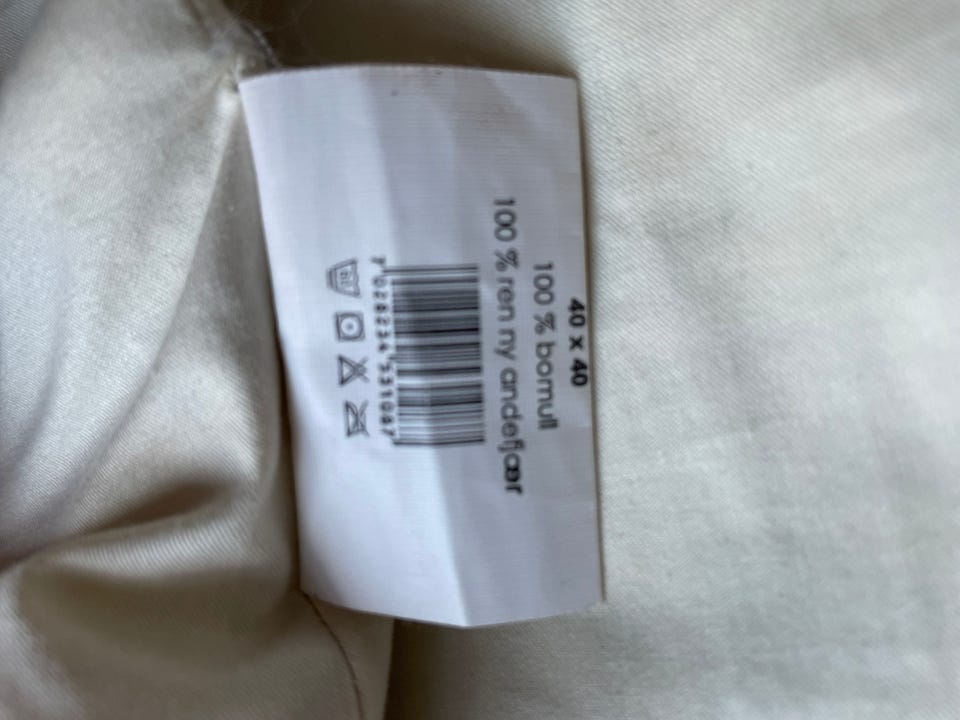 40 x 40
100 % bomull
100 % ren ny andefjær